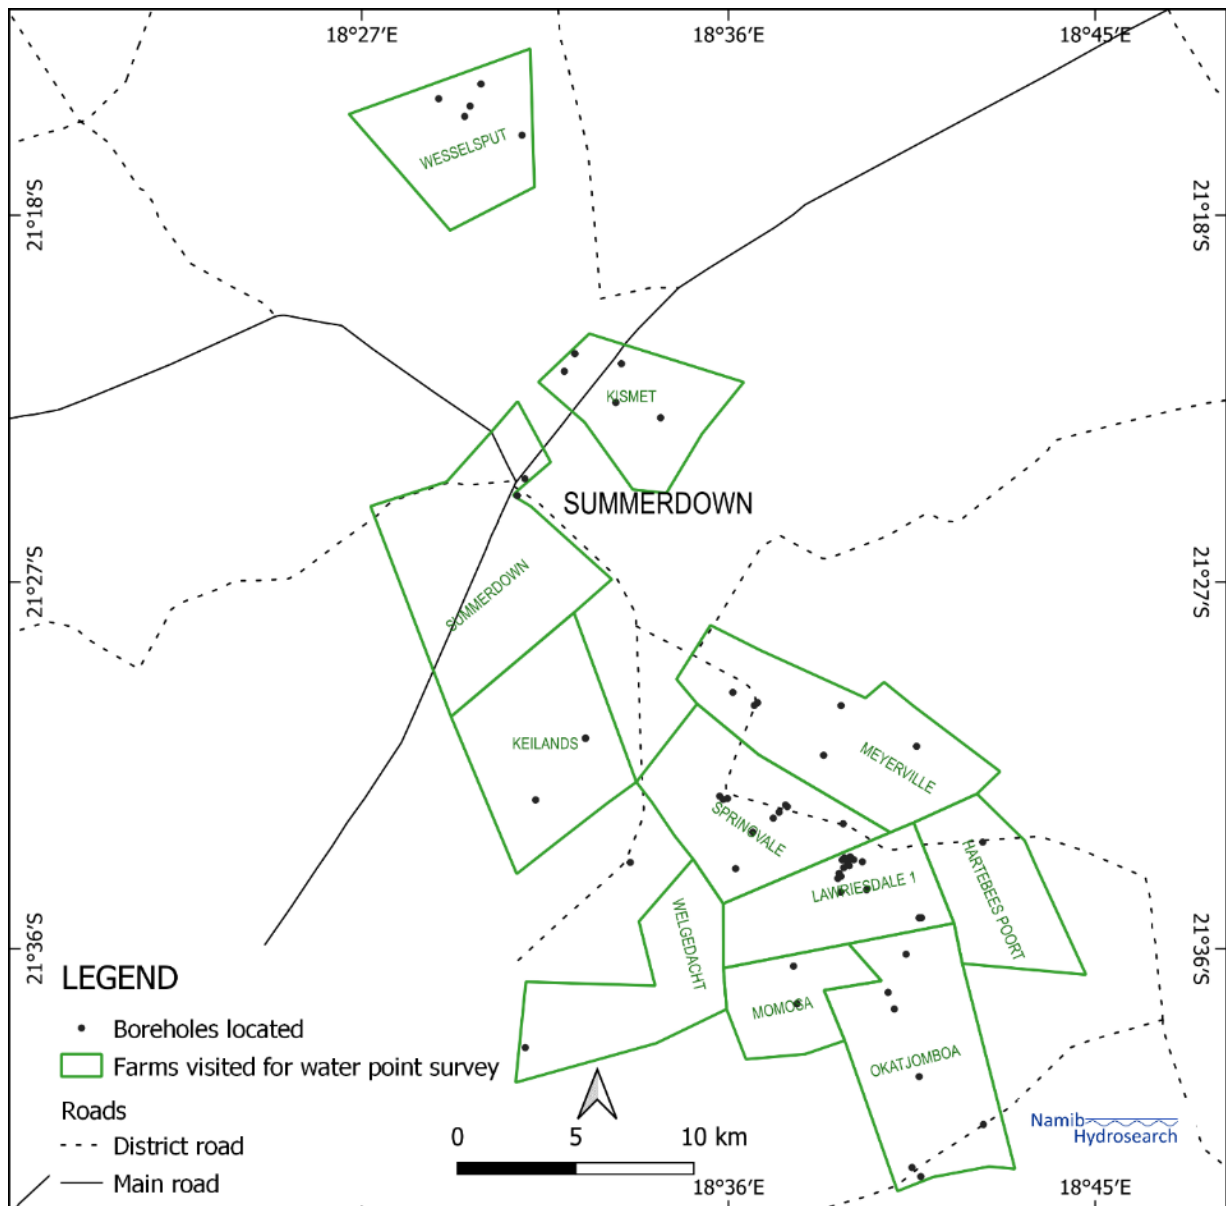 18°27′E
18°36′E
18°45′E
WESSELSPUT
21°18′S
21°18′S
KISMET
SUMMERDOWN
21°27′S
21°27′S
SUMMERDOWN
KEILANDS
MEYERVILLE
SPRINGVALE
HARTEBEES POORT
LAWRIESDALE 1
WELGEDACHT
21°36′S
21°36′S
LEGEND
MOMOSA
Boreholes located
OKATJOMBOA
Farms visited for water point survey
Roads
0 5 10 km
Namib
Hydrosearch
District road
Main road
18°36′E
18°45′E